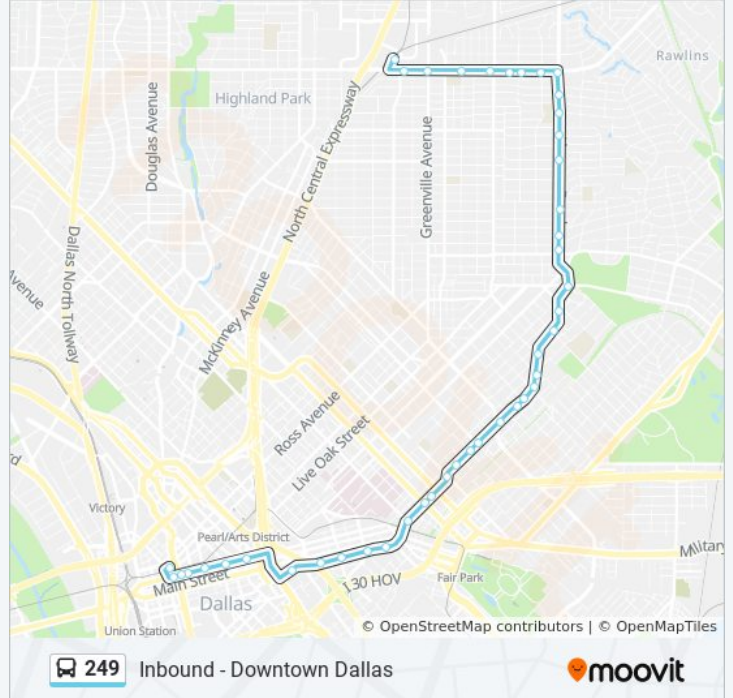 Rawlins
Highland Park
Douglas Avenue
North Central Expressway
Greenville Avenue
Dallas North Tollway
Avenue
McKinney Avenue
Ross Avenue
Live Oak Street
rd
Victory
Pearl/Arts District
Main Street
I 30 HOV
Military
Fair Park
Dallas
Union Station
© OpenStreetMap contributors | © OpenMapTiles
249 Inbound - Downtown Dallas
moovit